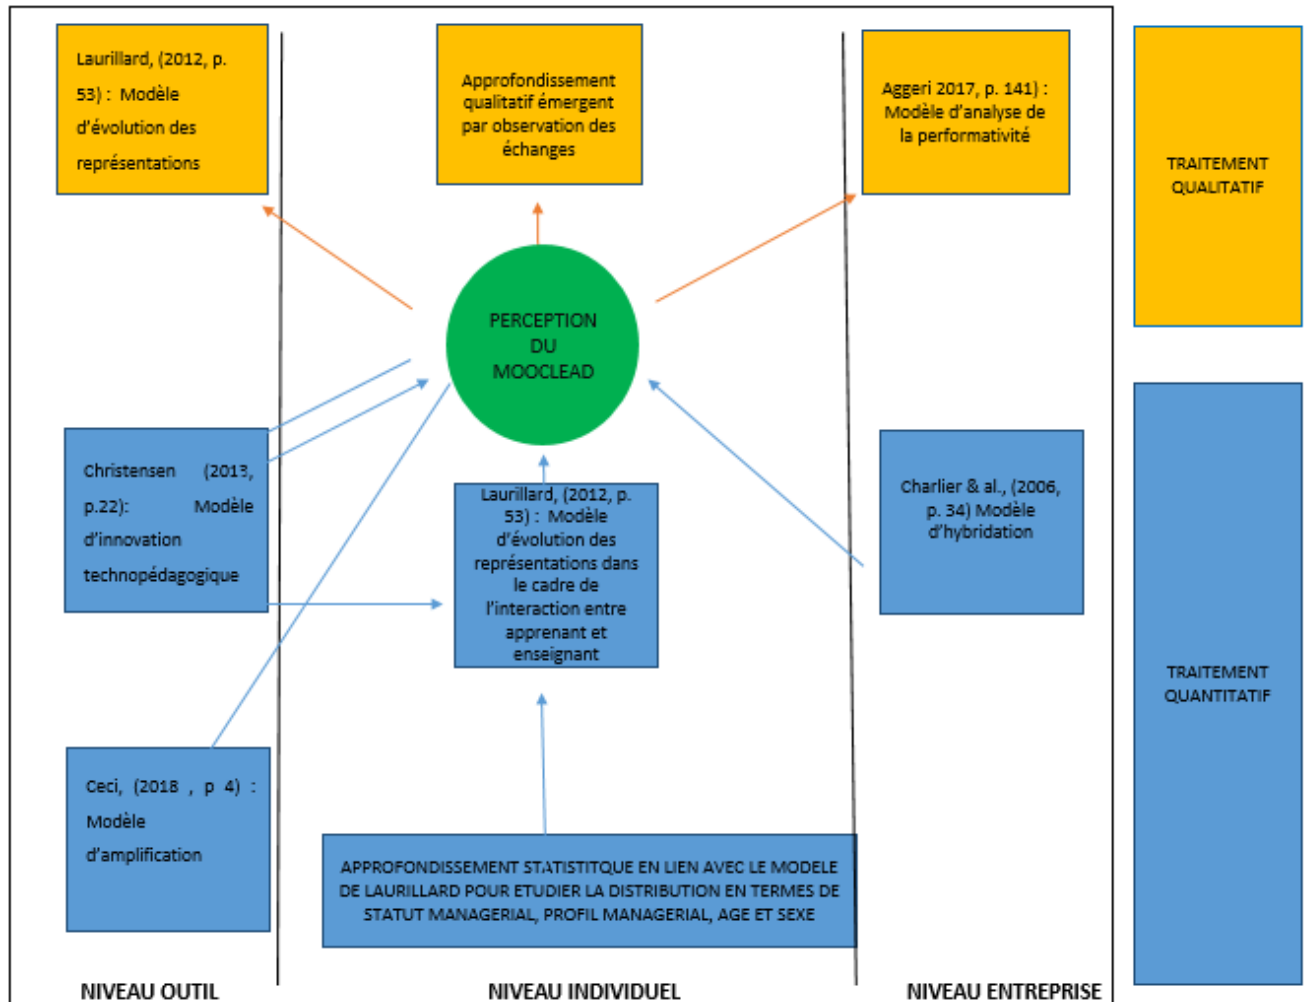 Laurillard, (2012, p.
53) : Modèle
d'évolution des
représentations
Approfondissement
qualitatif émergent
par observation des
échanges
Aggeri 2017, p. 141) :
Modèle d'analyse de
la performativité
TRAITEMENT
QUALITATIF
PERCEPTION
DU
MOOCLEAD
Christensen (2013,
p.22): Modèle
d'innovation
technopédagogique
Laurillard, (2012, p.
53) : Modèle
d'évolution des
représentations dans
le cadre de
l'interaction entre
apprenant et
enseignant
Charlier & al., (2006,
p. 34) Modèle
d'hybridation
TRAITEMENT
QUANTITATIF
Ceci, (2018 , p 4) :
Modèle
d'amplification
APPROFONDISSEMENT STATISTITQUE EN LIEN AVEC LE MODELE
DE LAURILLARD POUR ETUDIER LA DISTRIBUTION EN TERMES DE
STATUT MANAGERIAL, PROFIL MANAGERIAL, AGE ET SEXE
NIVEAU OUTIL
NIVEAU INDIVIDUEL
NIVEAU ENTREPRISE